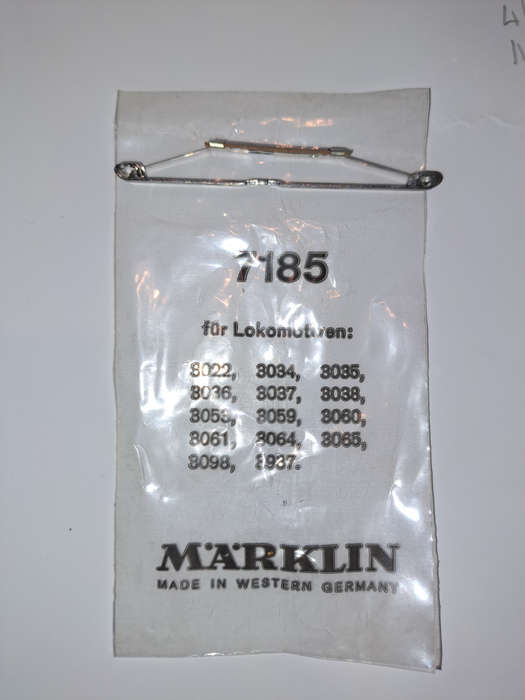 7185
für Lokomotiven:
3022, 3034, 3035,
3036, 3037, 3038,
3053, 3059, 3060,
3061, 3064, 3065,
3098, 3937.
MÄRKLIN
MADE IN WESTERN GERMANY